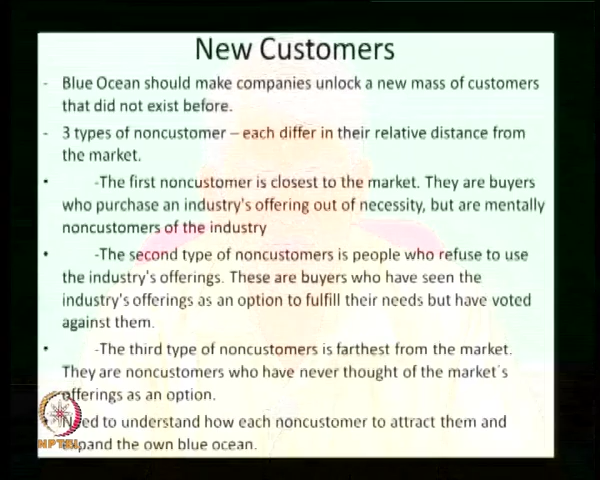 New Customers
- Blue Ocean should make companies unlock a new mass of customers
that did not exist before.
- 3 types of noncustomer – each differ in their relative distance from
the market.
• -The first noncustomer is closest to the market. They are buyers
who purchase an industry's offering out of necessity, but are mentally
noncustomers of the industry
• -The second type of noncustomers is people who refuse to use
the industry's offerings. These are buyers who have seen the
industry's offerings as an option to fulfill their needs but have voted
against them.
• -The third type of noncustomers is farthest from the market.
They are noncustomers who have never thought of the market's
offerings as an option.
Need to understand how each noncustomer to attract them and
expand the own blue ocean.
NPTEL